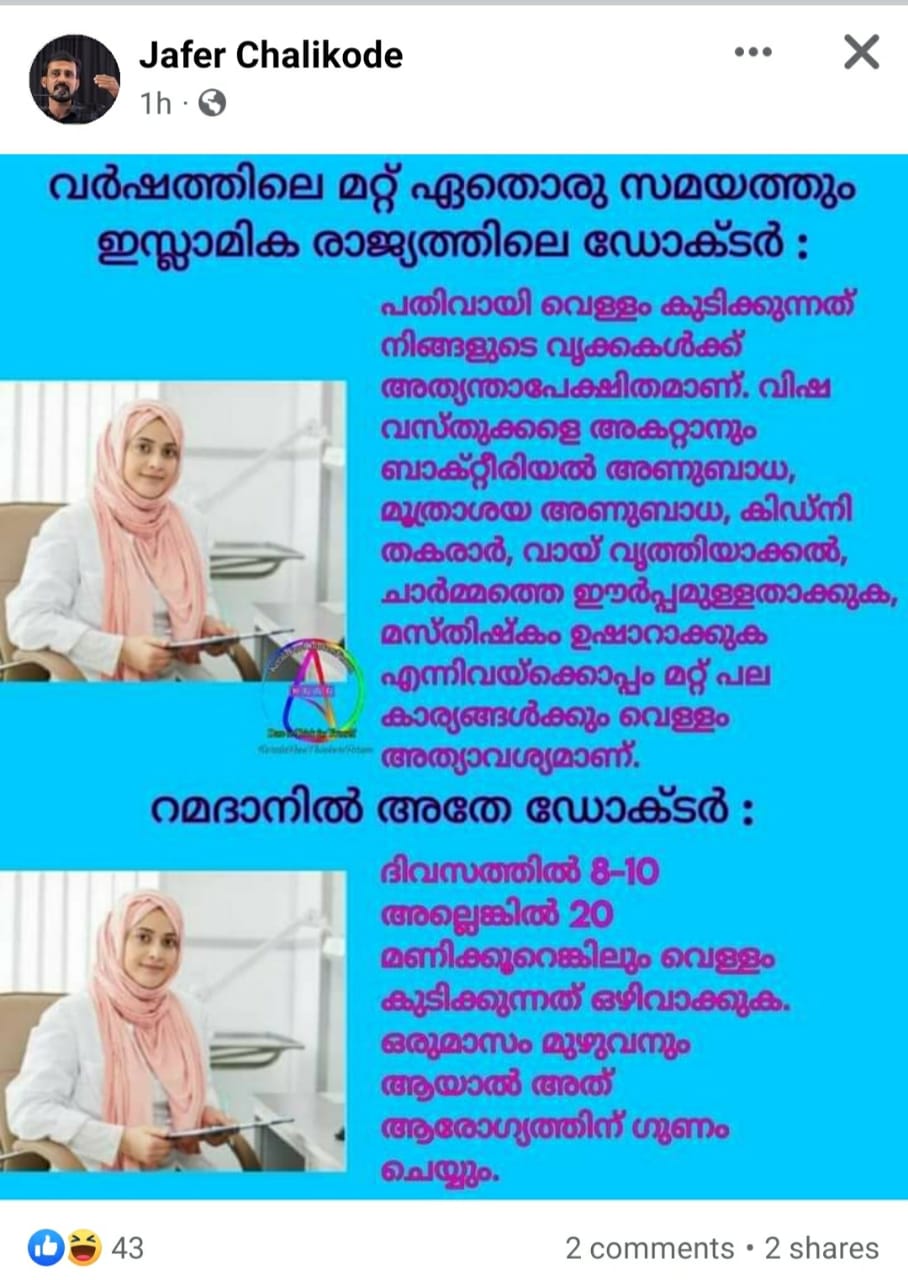 Jafer Chalikode
1h ·
വർഷത്തിലെ മറ്റ് ഏതൊരു സമയത്തും
ഇസ്ലാമിക രാജ്യത്തിലെ ഡോക്ടർ :
പതിവായി വെള്ളം കുടിക്കുന്നത്
നിങ്ങളുടെ വൃക്കകൾക്ക്
അത്യന്താപേക്ഷിതമാണ്. വിഷ
വസ്തുക്കളെ അകറ്റാനും
ബാക്റ്റീരിയൽ അണുബാധ,
മൂത്രാശയ അണുബാധ, കിഡ്നി
തകരാർ, വായ് വൃത്തിയാക്കൽ,
ചാർമ്മത്തെ ഈർപ്പമുള്ളതാക്കുക,
മസ്തിഷ്കം ഉഷാറാക്കുക
എന്നിവയ്ക്കൊപ്പം മറ്റ് പല
കാര്യങ്ങൾക്കും വെള്ളം
അത്യാവശ്യമാണ്.
റമദാനിൽ അതേ ഡോക്ടർ :
ദിവസത്തിൽ 8-10
അല്ലെങ്കിൽ 20
മണിക്കൂറെങ്കിലും വെള്ളം
കുടിക്കുന്നത് ഒഴിവാക്കുക.
ഒരുമാസം മുഴുവനും
ആയാൽ അത്
ആരോഗ്യത്തിന് ഗുണം
ചെയ്യും.
43
2 comments • 2 shares